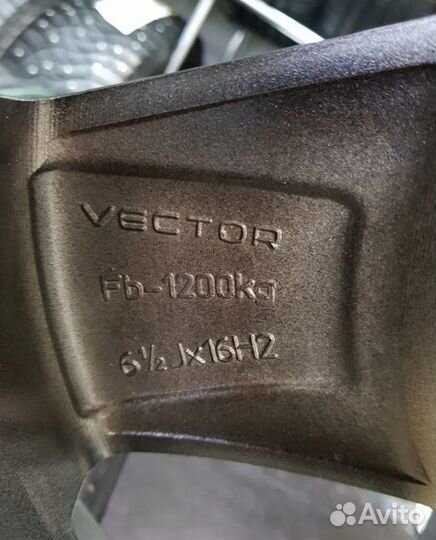 VECTOR
Fb-1200kg
6½Jx16H2
Avito